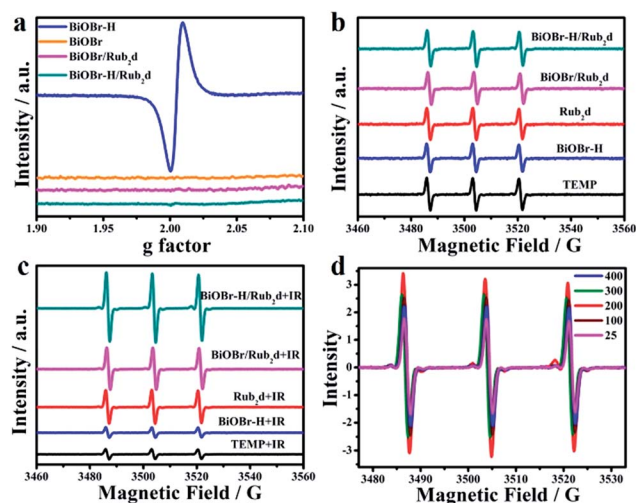 a
BiOBr-H
BiOBr
BiOBr/Rub2d
BiOBr-H/Rub2d
Intensity / a.u.
1.90 1.95 2.00 2.05 2.10
g factor
b
BiOBr-H/Rub2d
BiOBr/Rub2d
Rub2d
BiOBr-H
TEMP
Intensity / a.u.
3460 3480 3500 3520 3540 3560
Magnetic Field / G
c
BiOBr-H/Rub2d+IR
BiOBr/Rub2d+IR
Rub2d+IR
BiOBr-H+IR
TEMP+IR
Intensity / a.u.
3460 3480 3500 3520 3540 3560
Magnetic Field / G
d
400
300
200
100
25
3
2
1
0
-1
-2
-3
Intensity / a.u.
3480 3490 3500 3510 3520 3530
Magnetic Field / G